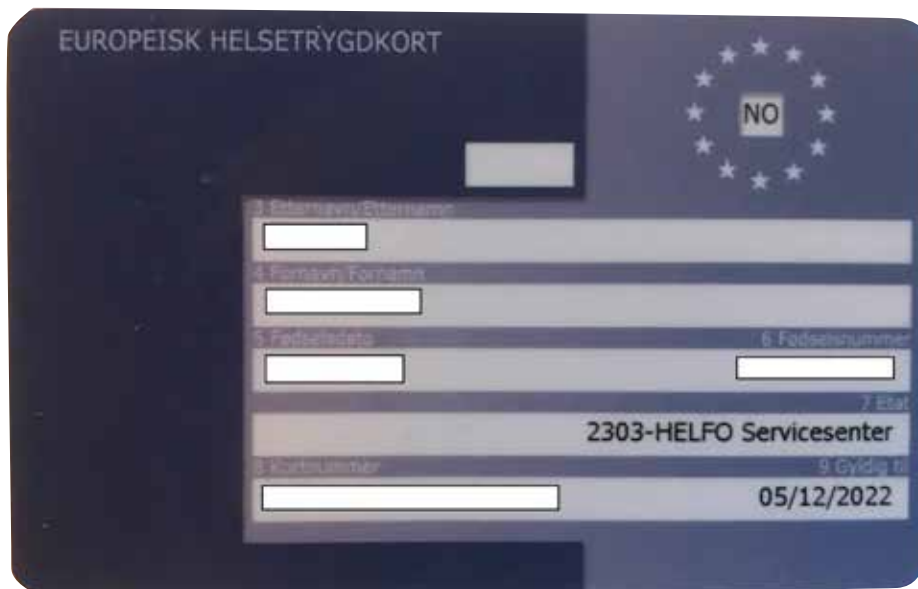 EUROPEISK HELSETRYGDKORT
NO
3 Etternavn/Etternamn
4 Fornavn/Fornamn
5 Fødselsdato 6 Fødselsnummer
7 Etat
2303-HELFO Servicesenter
8 Kortnummer 9 Gyldig til
05/12/2022